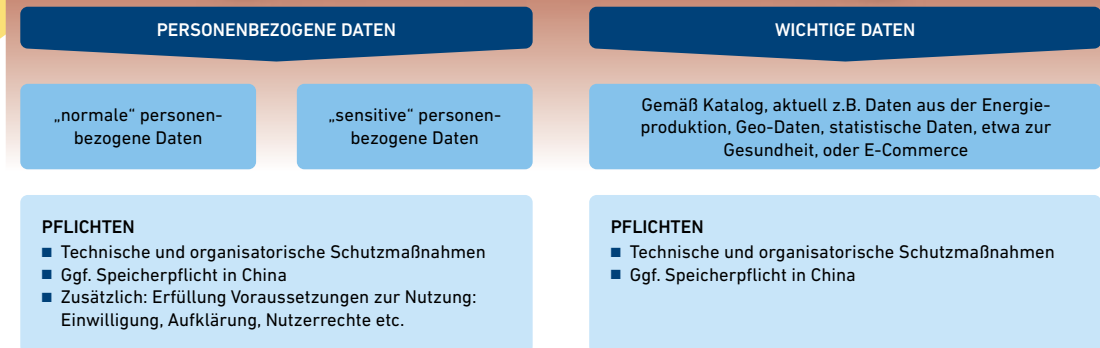 PERSONENBEZOGENE DATEN
„normale“ personen-
bezogene Daten
„sensitive“ personen-
bezogene Daten
PFLICHTEN
■ Technische und organisatorische Schutzmaßnahmen
■ Ggf. Speicherpflicht in China
■ Zusätzlich: Erfüllung Voraussetzungen zur Nutzung:
Einwilligung, Aufklärung, Nutzerrechte etc.
WICHTIGE DATEN
Gemäß Katalog, aktuell z.B. Daten aus der Energie-
produktion, Geo-Daten, statistische Daten, etwa zur
Gesundheit, oder E-Commerce
PFLICHTEN
■ Technische und organisatorische Schutzmaßnahmen
■ Ggf. Speicherpflicht in China